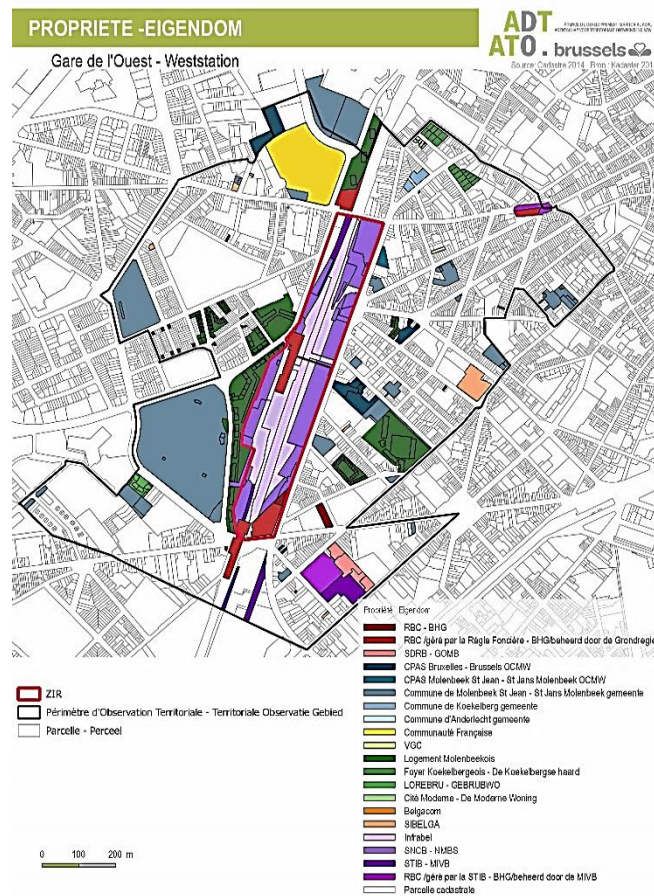 PROPRIETE -EIGENDOM
ADT
ATO. brussels
Gare de l'Ouest - Weststation
Source: Cadastre 2014 Bron: Kadaster 201
Propriété Eigendom
RBC - BHG
RBC /géré par la Régie Foncière - BHG/beheerd door de Grondregie
SDRB - GOMB
CPAS Bruxelles - Brussels OCMW
CPAS Molenbeek St Jean - St Jans Molenbeek OCMW
Commune de Molenbeek St Jean - St Jans Molenbeek gemeente
Commune de Koekelberg gemeente
Commune d'Anderlecht gemeente
Communauté Française
VGC
Logement Molenbeekois
Foyer Koekelbergeois - De Koekelbergse haard
LOREBRU - GEBRUBWO
Cité Moderne - De Moderne Woning
Belgacom
SIBELGA
Infrabel
SNCB - NMBS
STIB - MIVB
RBC /géré par la STIB - BHG/beheerd door de MIVB
Parcelle cadastrale
ZIR
Périmètre d'Observation Territoriale - Territoriale Observatie Gebied
Parcelle - Perceel
0 100 200 m